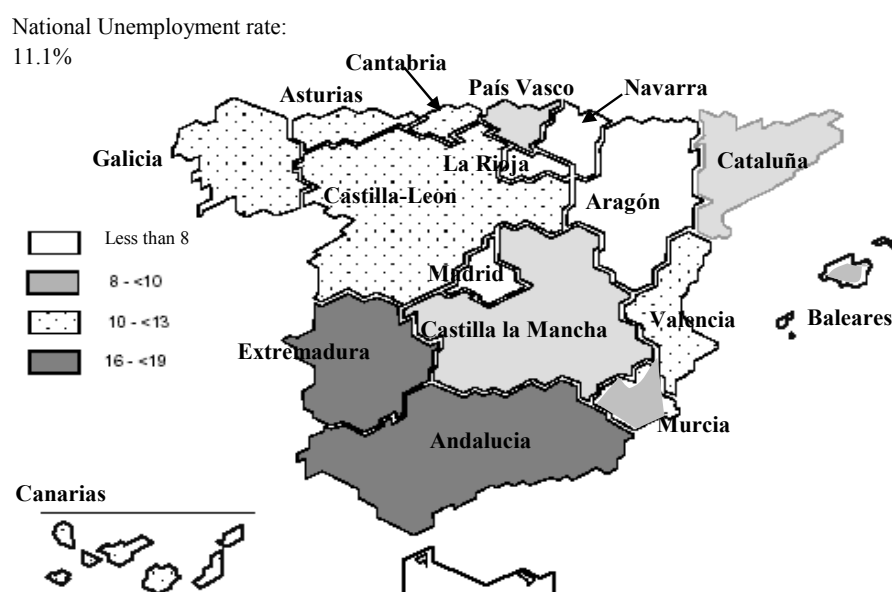 National Unemployment rate:
11.1%
Cantabria
País Vasco
Navarra
Asturias
Galicia
La Rioja
Cataluña
Castilla-Leon
Aragón
Less than 8
8 - <10
10 - <13
16 - <19
Madrid
Castilla la Mancha
Valencia
Baleares
Extremadura
Murcia
Andalucia
Canarias